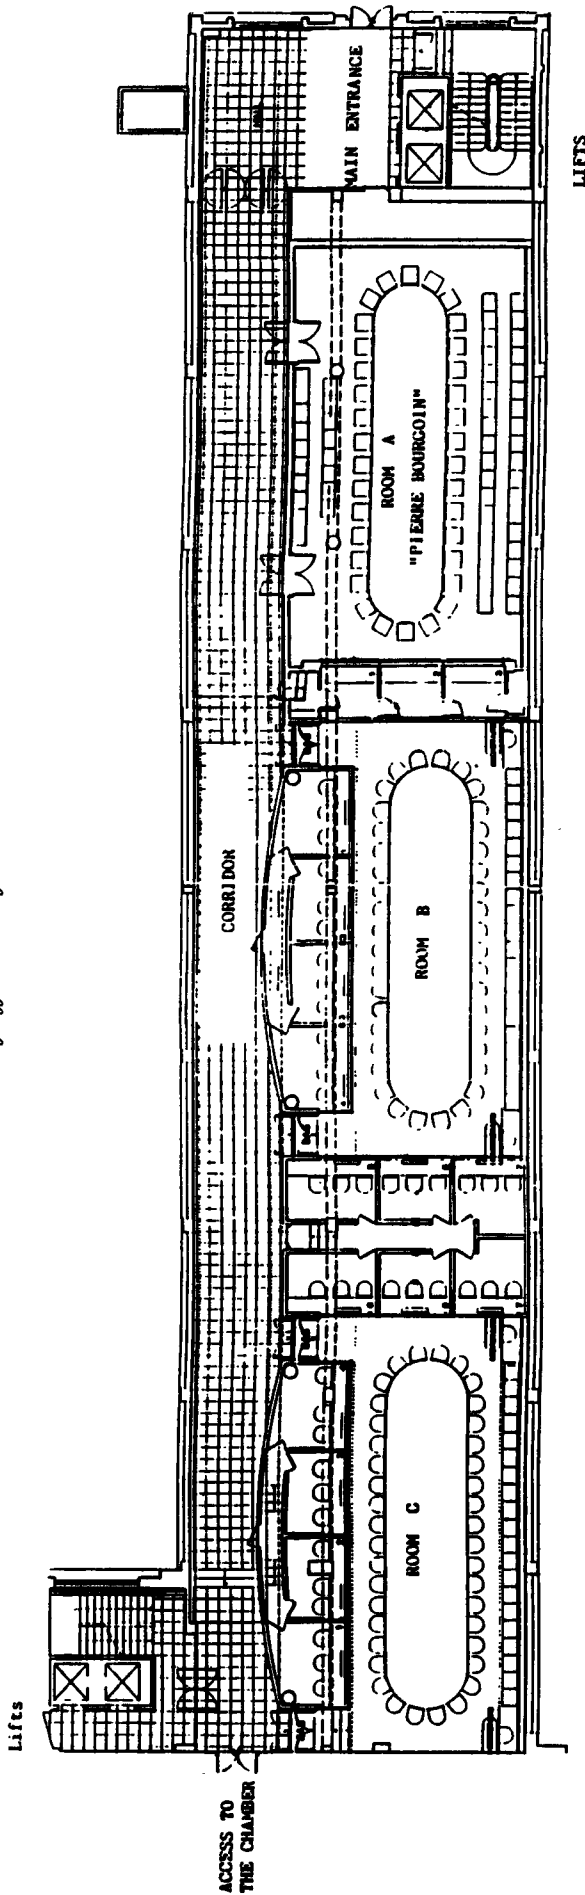 MAIN ENTRANCE
LIFTS
ROOM A
"PIERRE BOURGOIN"
CORRIDOR
ROOM B
ROOM C
Lifts
ACCESS TO
THE CHAMBER